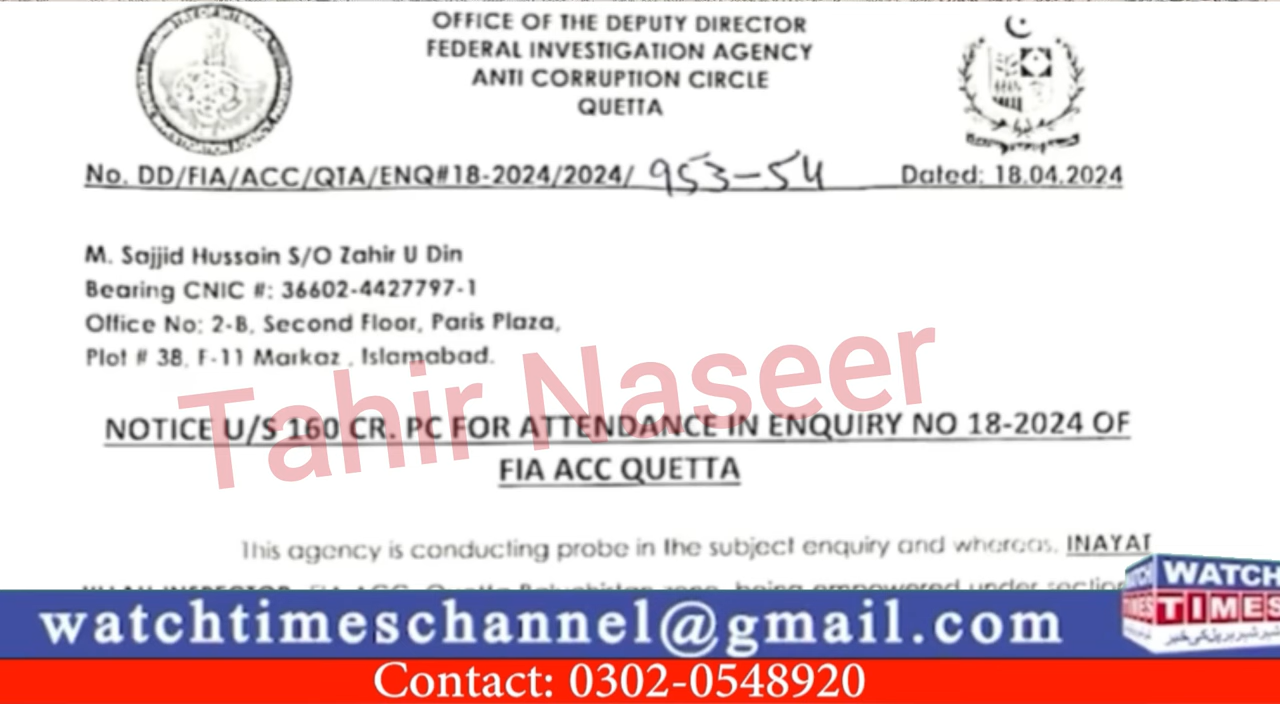 OFFICE OF THE DEPUTY DIRECTOR
FEDERAL INVESTIGATION AGENCY
ANTI CORRUPTION CIRCLE
QUETTA
No. DD/FIA/ACC/QTA/ENQ#18-2024/2024/ 953-54 Dated: 18.04.2024
M. Sajjid Hussain S/O Zahir U Din
Bearing CNIC #: 36602-4427797-1
Office No: 2-B, Second Floor, Paris Plaza,
Plot # 38, F-11 Markaz , Islamabad.
Tahir Naseer
NOTICE U/S 160 CR. PC FOR ATTENDANCE IN ENQUIRY NO 18-2024 OF
FIA ACC QUETTA
This agency is conducting probe in the subject enquiry and whereas, INAYAT
being empowered under section
WATCH
TIMES
watchtimeschannel@gmail.com
Contact: 0302-0548920